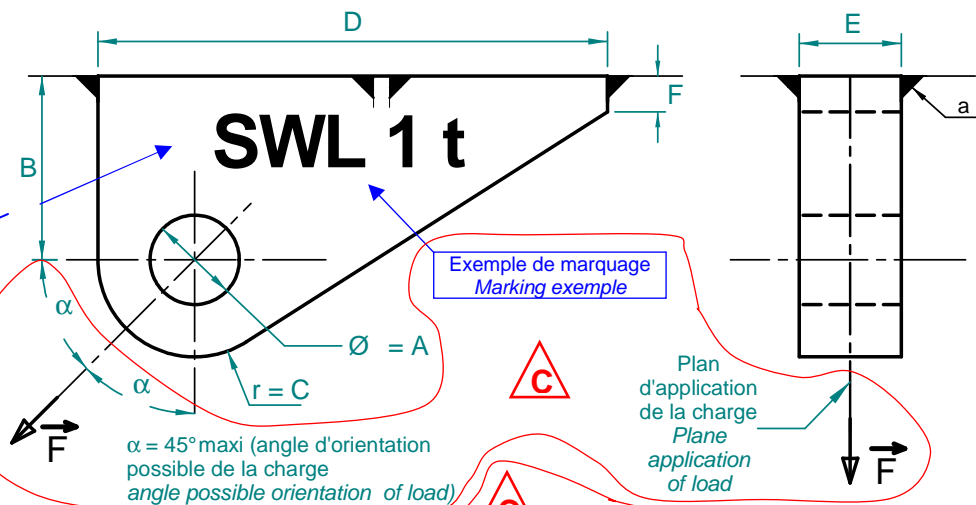 D
E
F
a
B
SWL 1 t
Exemple de marquage
Marking exemple
α
α
Ø = A
r = C
C
F
Plan
d'application
de la charge
Plane
application
of load
F
α = 45° maxi (angle d'orientation
possible de la charge
angle possible orientation of load)